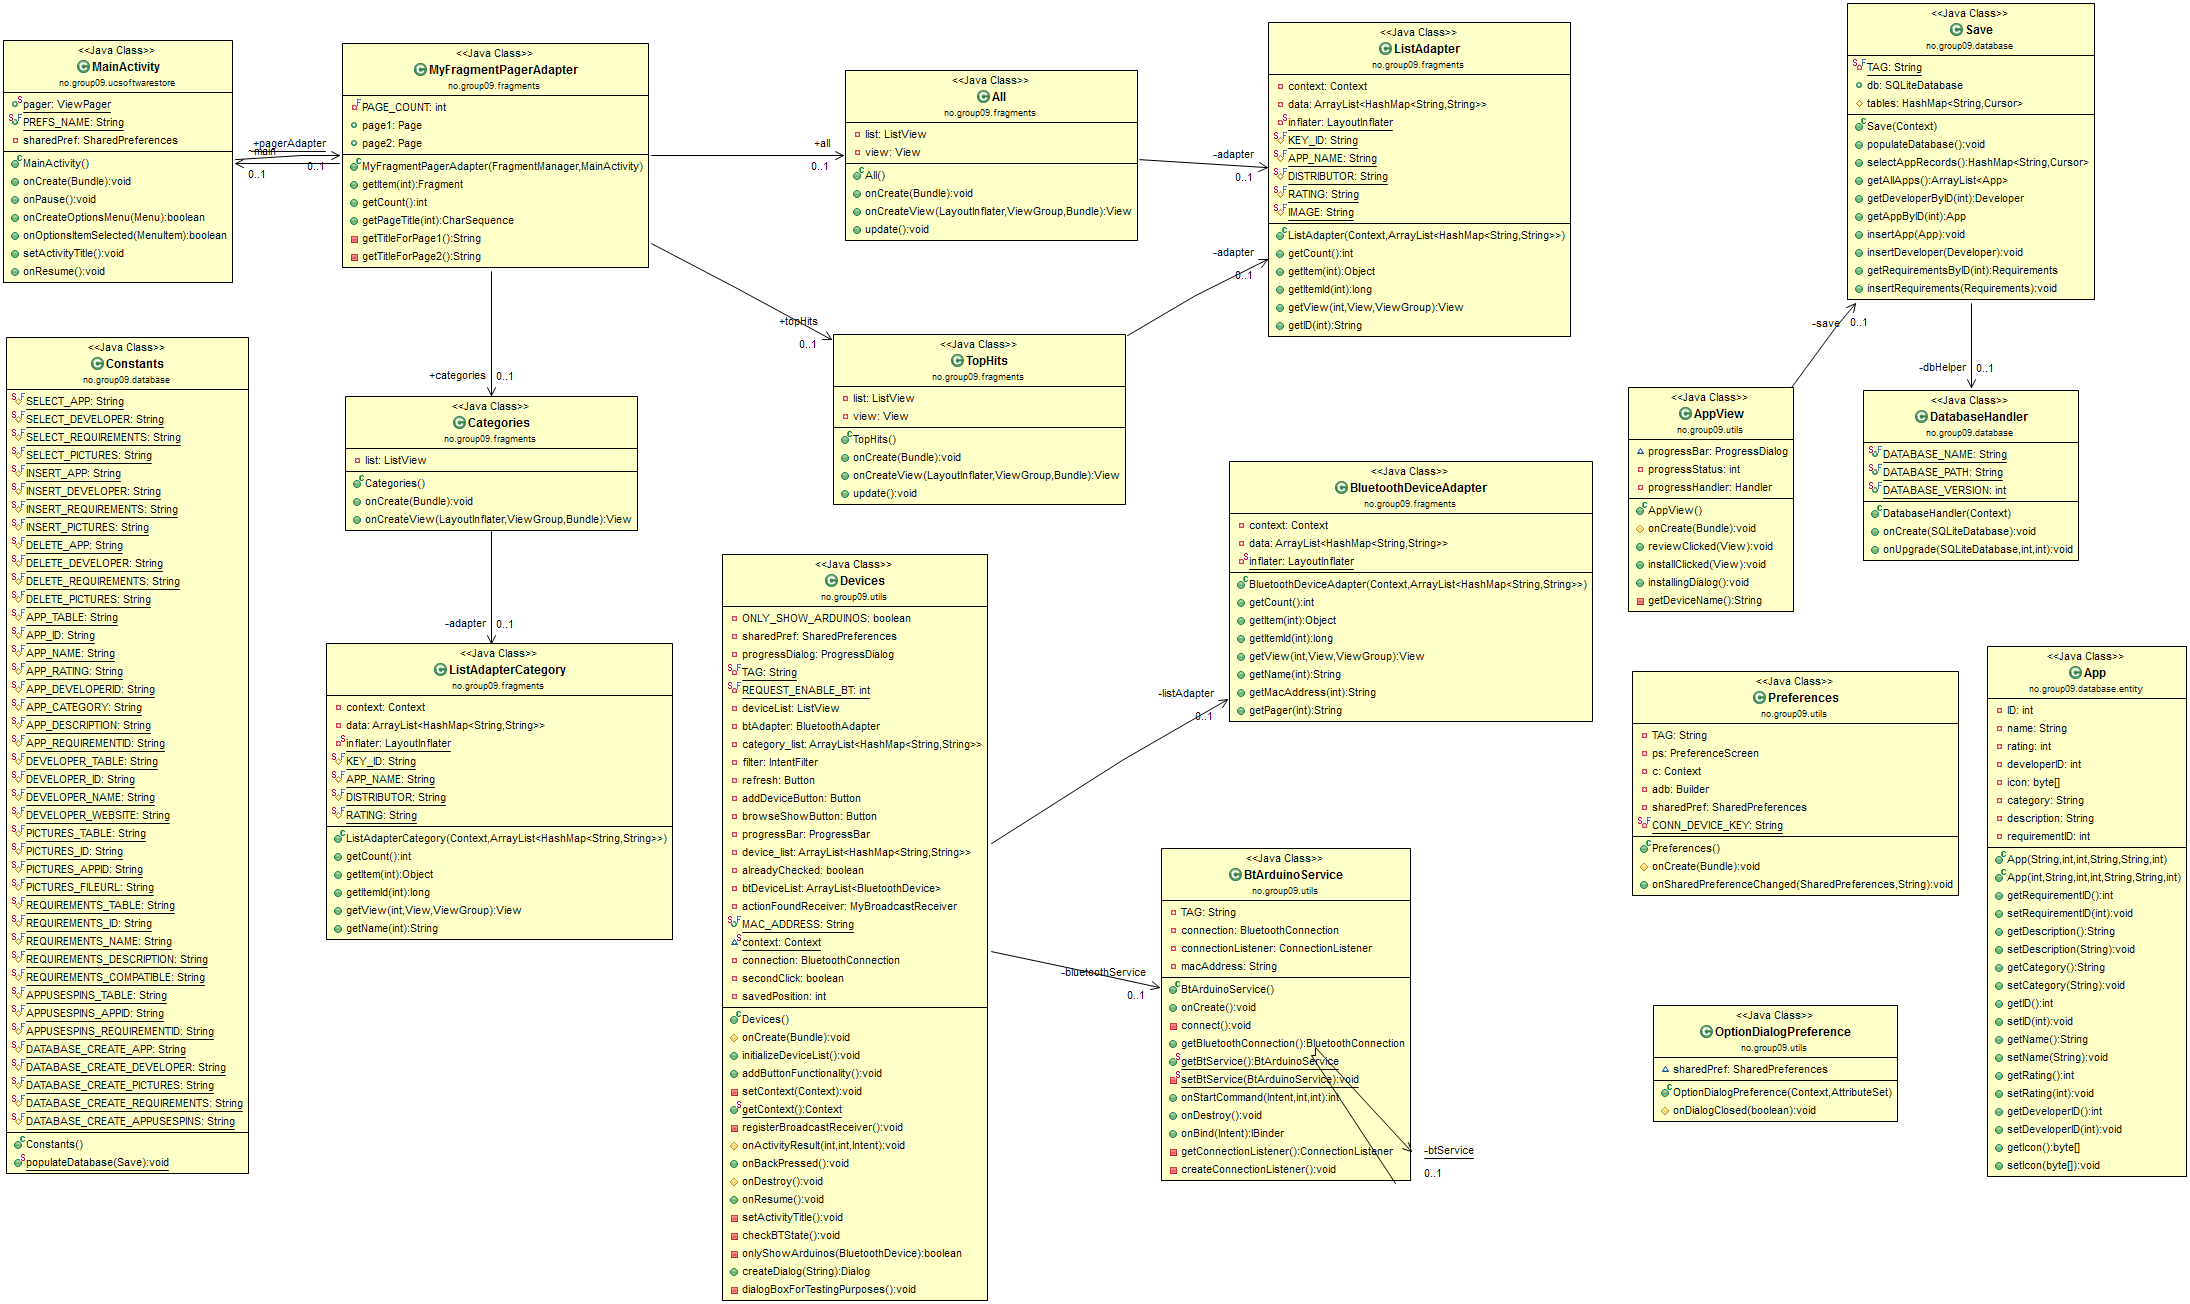 <<Java Class>>
MainActivity
no.group09.ucsoftwarestore
pager: ViewPager
PREFS_NAME: String
sharedPref: SharedPreferences
MainActivity()
onCreate(Bundle):void
onPause():void
onCreateOptionsMenu(Menu):boolean
onOptionsItemSelected(MenuItem):boolean
setActivityTitle():void
onResume():void
+pagerAdapter
~main
0..1
0..1
<<Java Class>>
MyFragmentPagerAdapter
no.group09.fragments
PAGE_COUNT: int
page1: Page
page2: Page
MyFragmentPagerAdapter(FragmentManager,MainActivity)
getItem(int):Fragment
getCount():int
getPageTitle(int):CharSequence
getTitleForPage1():String
getTitleForPage2():String
+all
0..1
<<Java Class>>
All
no.group09.fragments
list: ListView
view: View
All()
onCreate(Bundle):void
onCreateView(LayoutInflater,ViewGroup,Bundle):View
update():void
-adapter
0..1
-adapter
0..1
<<Java Class>>
ListAdapter
no.group09.fragments
context: Context
data: ArrayList<HashMap<String,String>>
inflater: LayoutInflater
KEY_ID: String
APP_NAME: String
DISTRIBUTOR: String
RATING: String
IMAGE: String
ListAdapter(Context,ArrayList<HashMap<String,String>>)
getCount():int
getItem(int):Object
getItemId(int):long
getView(int,View,ViewGroup):View
getID(int):String
<<Java Class>>
Save
no.group09.database
TAG: String
db: SQLiteDatabase
tables: HashMap<String,Cursor>
Save(Context)
populateDatabase():void
selectAppRecords():HashMap<String,Cursor>
getAllApps():ArrayList<App>
getDeveloperByID(int):Developer
getAppByID(int):App
insertApp(App):void
insertDeveloper(Developer):void
getRequirementsByID(int):Requirements
insertRequirements(Requirements):void
-save
0..1
-dbHelper
0..1
<<Java Class>>
Constants
no.group09.database
SELECT_APP: String
SELECT_DEVELOPER: String
SELECT_REQUIREMENTS: String
SELECT_PICTURES: String
INSERT_APP: String
INSERT_DEVELOPER: String
INSERT_REQUIREMENTS: String
INSERT_PICTURES: String
DELETE_APP: String
DELETE_DEVELOPER: String
DELETE_REQUIREMENTS: String
DELETE_PICTURES: String
APP_TABLE: String
APP_ID: String
APP_NAME: String
APP_RATING: String
APP_DEVELOPERID: String
APP_CATEGORY: String
APP_DESCRIPTION: String
APP_REQUIREMENTID: String
DEVELOPER_TABLE: String
DEVELOPER_ID: String
DEVELOPER_NAME: String
DEVELOPER_WEBSITE: String
PICTURES_TABLE: String
PICTURES_ID: String
PICTURES_APPID: String
PICTURES_FILEURL: String
REQUIREMENTS_TABLE: String
REQUIREMENTS_ID: String
REQUIREMENTS_NAME: String
REQUIREMENTS_DESCRIPTION: String
REQUIREMENTS_COMPATIBLE: String
APPUSESPINS_TABLE: String
APPUSESPINS_APPID: String
APPUSESPINS_REQUIREMENTID: String
DATABASE_CREATE_APP: String
DATABASE_CREATE_DEVELOPER: String
DATABASE_CREATE_PICTURES: String
DATABASE_CREATE_REQUIREMENTS: String
DATABASE_CREATE_APPUSESPINS: String
Constants()
populateDatabase(Save):void
+categories
0..1
<<Java Class>>
Categories
no.group09.fragments
list: ListView
Categories()
onCreate(Bundle):void
onCreateView(LayoutInflater,ViewGroup,Bundle):View
-adapter
0..1
<<Java Class>>
ListAdapterCategory
no.group09.fragments
context: Context
data: ArrayList<HashMap<String,String>>
inflater: LayoutInflater
KEY_ID: String
APP_NAME: String
DISTRIBUTOR: String
RATING: String
ListAdapterCategory(Context,ArrayList<HashMap<String,String>>)
getCount():int
getItem(int):Object
getItemId(int):long
getView(int,View,ViewGroup):View
getName(int):String
+topHits
0..1
<<Java Class>>
TopHits
no.group09.fragments
list: ListView
view: View
TopHits()
onCreate(Bundle):void
onCreateView(LayoutInflater,ViewGroup,Bundle):View
update():void
<<Java Class>>
Devices
no.group09.utils
ONLY_SHOW_ARDUINOS: boolean
sharedPref: SharedPreferences
progressDialog: ProgressDialog
TAG: String
REQUEST_ENABLE_BT: int
deviceList: ListView
btAdapter: BluetoothAdapter
category_list: ArrayList<HashMap<String,String>>
filter: IntentFilter
refresh: Button
addDeviceButton: Button
browseShowButton: Button
progressBar: ProgressBar
device_list: ArrayList<HashMap<String,String>>
alreadyChecked: boolean
btDeviceList: ArrayList<BluetoothDevice>
actionFoundReceiver: MyBroadcastReceiver
MAC_ADDRESS: String
context: Context
connection: BluetoothConnection
secondClick: boolean
savedPosition: int
Devices()
onCreate(Bundle):void
initializeDeviceList():void
addButtonFunctionality():void
setContext(Context):void
getContext():Context
registerBroadcastReceiver():void
onActivityResult(int,int,Intent):void
onBackPressed():void
onDestroy():void
onResume():void
setActivityTitle():void
checkBTState():void
onlyShowArduinos(BluetoothDevice):boolean
createDialog(String):Dialog
dialogBoxForTestingPurposes():void
-listAdapter
0..1
<<Java Class>>
BluetoothDeviceAdapter
no.group09.fragments
context: Context
data: ArrayList<HashMap<String,String>>
inflater: LayoutInflater
BluetoothDeviceAdapter(Context,ArrayList<HashMap<String,String>>)
getCount():int
getItem(int):Object
getItemId(int):long
getView(int,View,ViewGroup):View
getName(int):String
getMacAddress(int):String
getPager(int):String
-bluetoothService
0..1
<<Java Class>>
BtArduinoService
no.group09.utils
TAG: String
connection: BluetoothConnection
connectionListener: ConnectionListener
macAddress: String
BtArduinoService()
onCreate():void
connect():void
getBluetoothConnection():BluetoothConnection
getBtService():BtArduinoService
setBtService(BtArduinoService):void
onStartCommand(Intent,int,int):int
onDestroy():void
onBind(Intent):IBinder
getConnectionListener():ConnectionListener
createConnectionListener():void
-btService
0..1
<<Java Class>>
AppView
no.group09.utils
progressBar: ProgressDialog
progressStatus: int
progressHandler: Handler
AppView()
onCreate(Bundle):void
reviewClicked(View):void
installClicked(View):void
installingDialog():void
getDeviceName():String
<<Java Class>>
DatabaseHandler
no.group09.database
DATABASE_NAME: String
DATABASE_PATH: String
DATABASE_VERSION: int
DatabaseHandler(Context)
onCreate(SQLiteDatabase):void
onUpgrade(SQLiteDatabase,int,int):void
<<Java Class>>
Preferences
no.group09.utils
TAG: String
ps: PreferenceScreen
c: Context
adb: Builder
sharedPref: SharedPreferences
CONN_DEVICE_KEY: String
Preferences()
onCreate(Bundle):void
onSharedPreferenceChanged(SharedPreferences,String):void
<<Java Class>>
App
no.group09.database.entity
ID: int
name: String
rating: int
developerID: int
icon: byte[]
category: String
description: String
requirementID: int
App(String,int,int,String,String,int)
App(int,String,int,int,String,String,int)
getRequirementID():int
setRequirementID(int):void
getDescription():String
setDescription(String):void
getCategory():String
setCategory(String):void
getID():int
setID(int):void
getName():String
setName(String):void
getRating():int
setRating(int):void
getDeveloperID():int
setDeveloperID(int):void
getIcon():byte[]
setIcon(byte[]):void
<<Java Class>>
OptionDialogPreference
no.group09.utils
sharedPref: SharedPreferences
OptionDialogPreference(Context,AttributeSet)
onDialogClosed(boolean):void